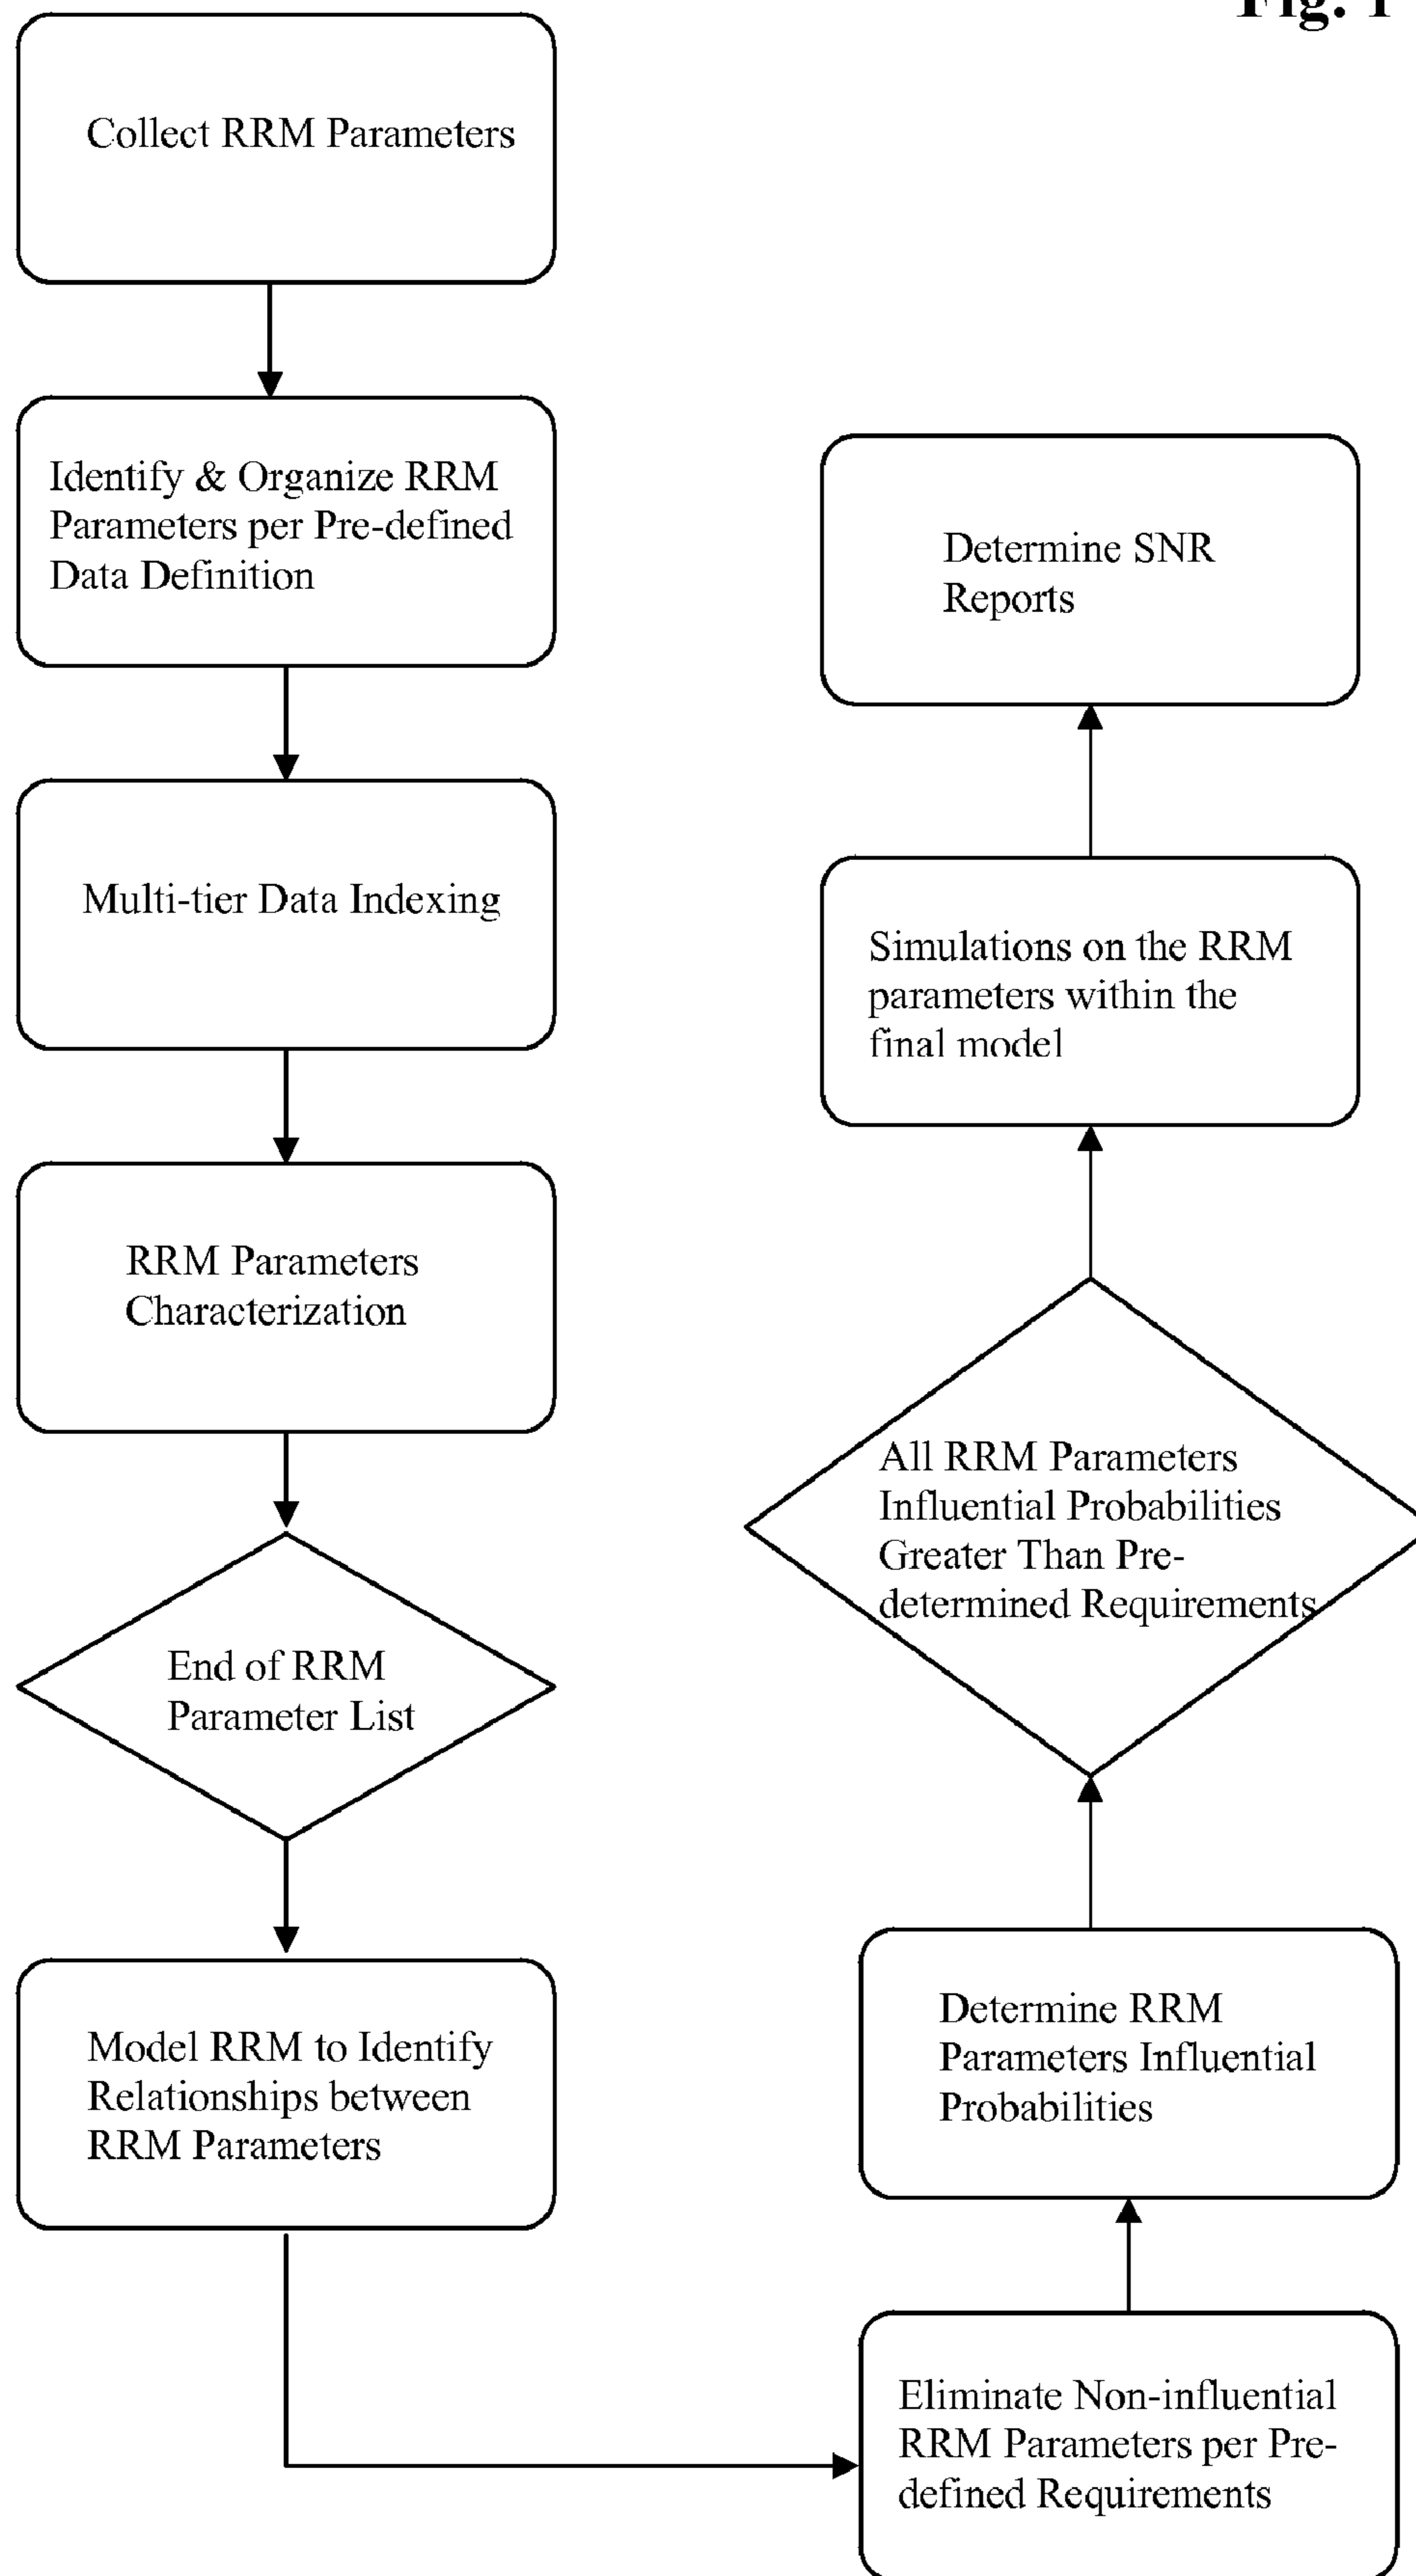 Fig. 1
Collect RRM Parameters
Identify & Organize RRM
Parameters per Pre-defined
Data Definition
Multi-tier Data Indexing
RRM Parameters
Characterization
End of RRM
Parameter List
Model RRM to Identify
Relationships between
RRM Parameters
Eliminate Non-influential
RRM Parameters per Pre-
defined Requirements
Determine RRM
Parameters Influential
Probabilities
All RRM Parameters
Influential Probabilities
Greater Than Pre-
determined Requirements
Simulations on the RRM
parameters within the
final model
Determine SNR
Reports